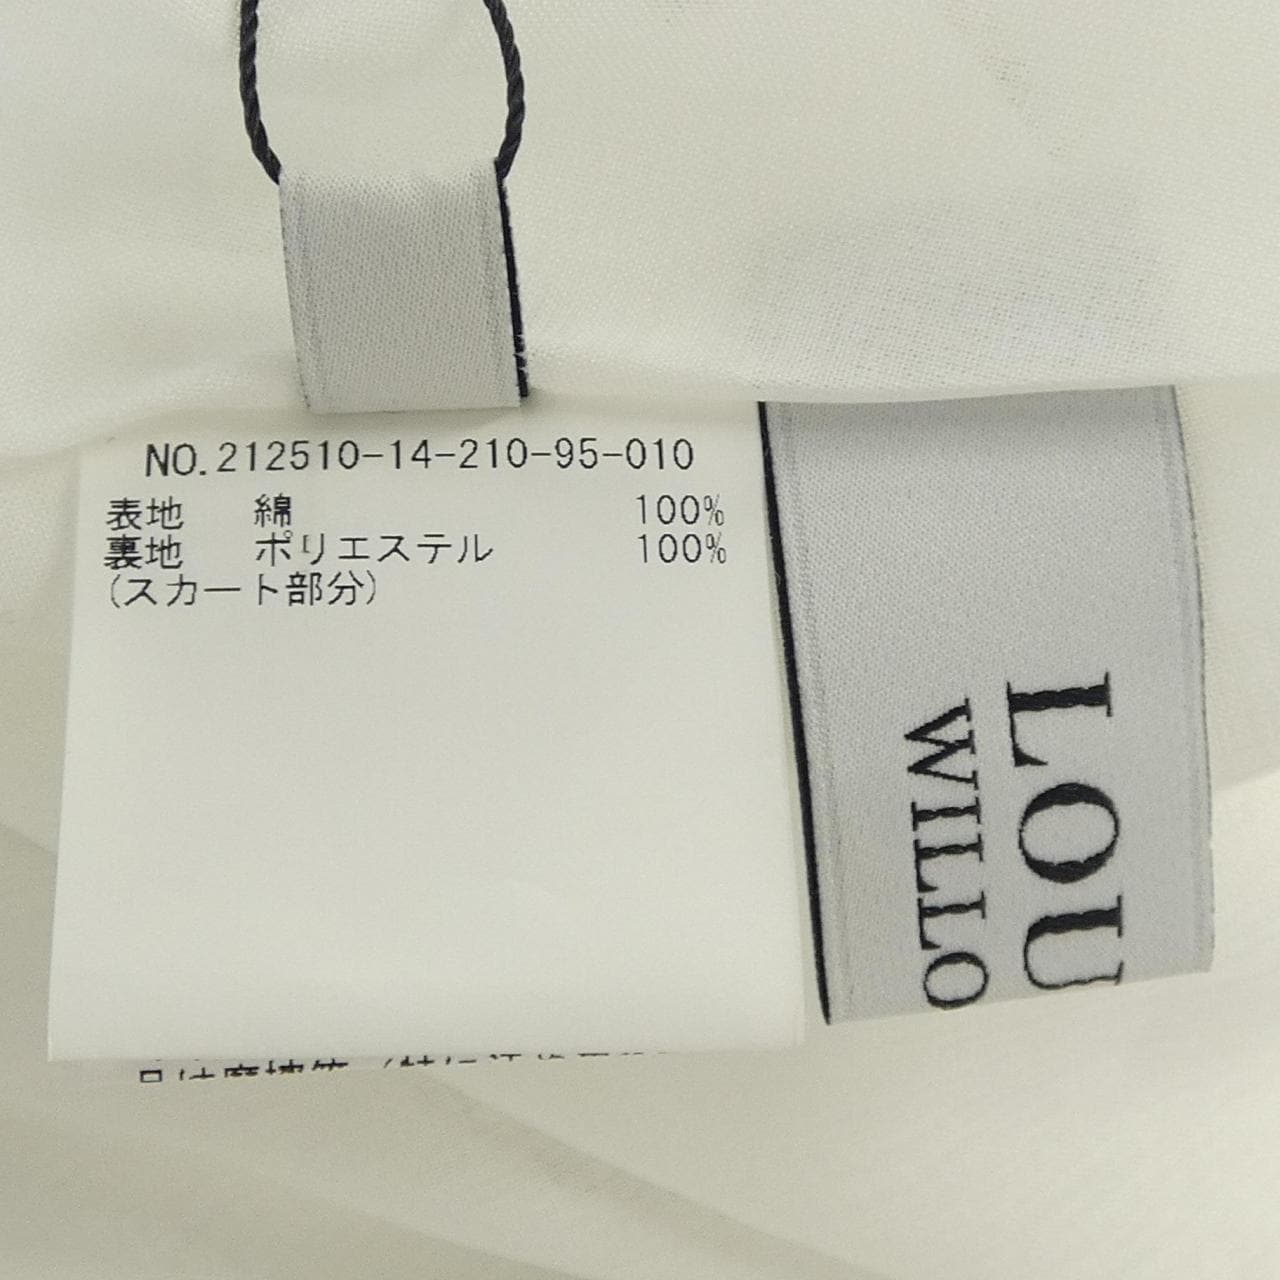 NO.212510-14-210-95-010
表地 綿 100%
裏地 ポリエステル 100%
(スカート部分)
LOU
WILLO